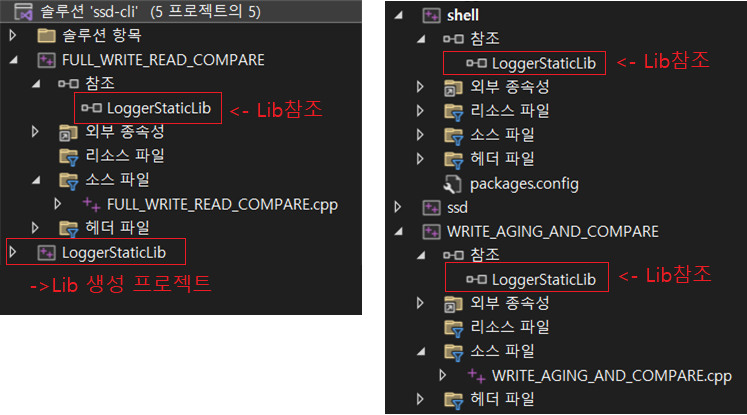 솔루션 'ssd-cli' (5 프로젝트의 5)
솔루션 항목
FULL_WRITE_READ_COMPARE
참조
LoggerStaticLib <- Lib참조
외부 종속성
리소스 파일
소스 파일
FULL_WRITE_READ_COMPARE.cpp
헤더 파일
LoggerStaticLib
->Lib 생성 프로젝트
shell
참조
LoggerStaticLib <- Lib참조
외부 종속성
리소스 파일
소스 파일
헤더 파일
packages.config
ssd
WRITE_AGING_AND_COMPARE
참조
LoggerStaticLib <- Lib참조
외부 종속성
리소스 파일
소스 파일
WRITE_AGING_AND_COMPARE.cpp
헤더 파일